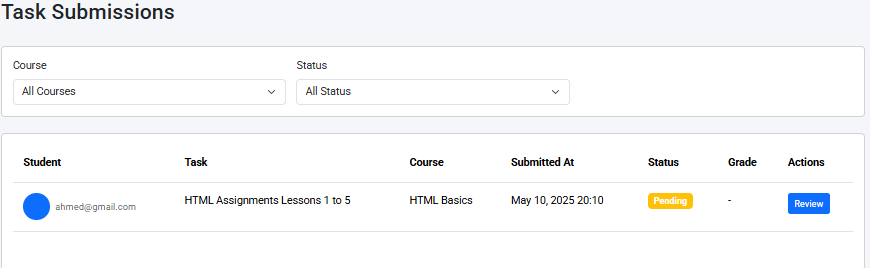 Task Submissions
Course Status
All Courses All Status
Student Task Course Submitted At Status Grade Actions
ahmed@gmail.com HTML Assignments Lessons 1 to 5 HTML Basics May 10, 2025 20:10 Pending - Review